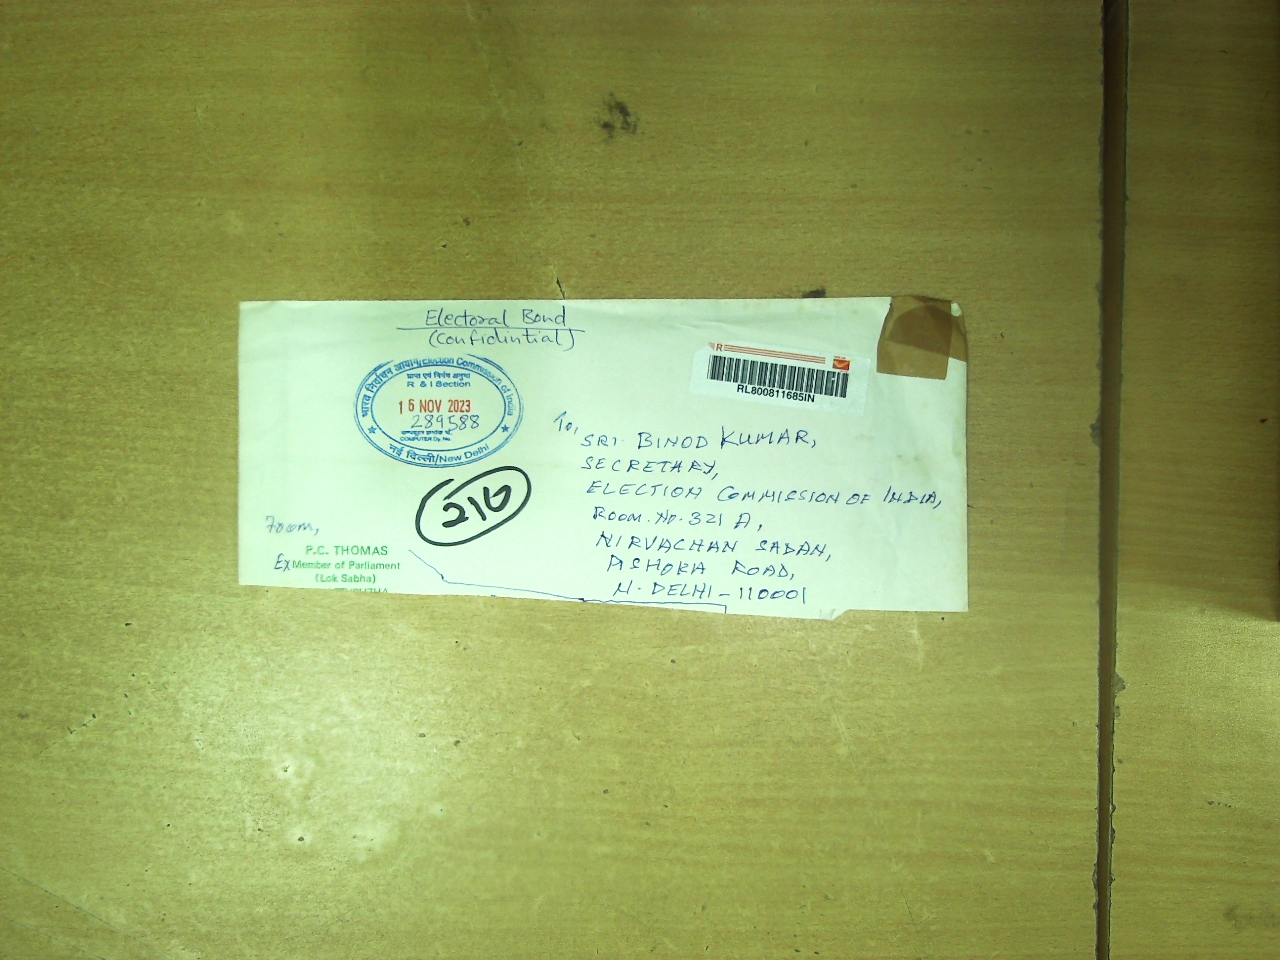 Electoral Bond
(Confidintial)
भारत निर्वाचन आयोग/Election Commission of India
R & I Section
16 NOV 2023
289588
COMPUTER Dy. No.
नई दिल्ली/New Delhi
R
RL800811685IN
To,
SRI. BINOD KUMAR,
SECRETARY,
ELECTION COMMISSION OF INDIA,
ROOM. No. 321 A,
NIRVACHAN SADAN,
ASHOKA ROAD,
N. DELHI - 110001
216
From,
P.C. THOMAS
Ex Member of Parliament
(Lok Sabha)